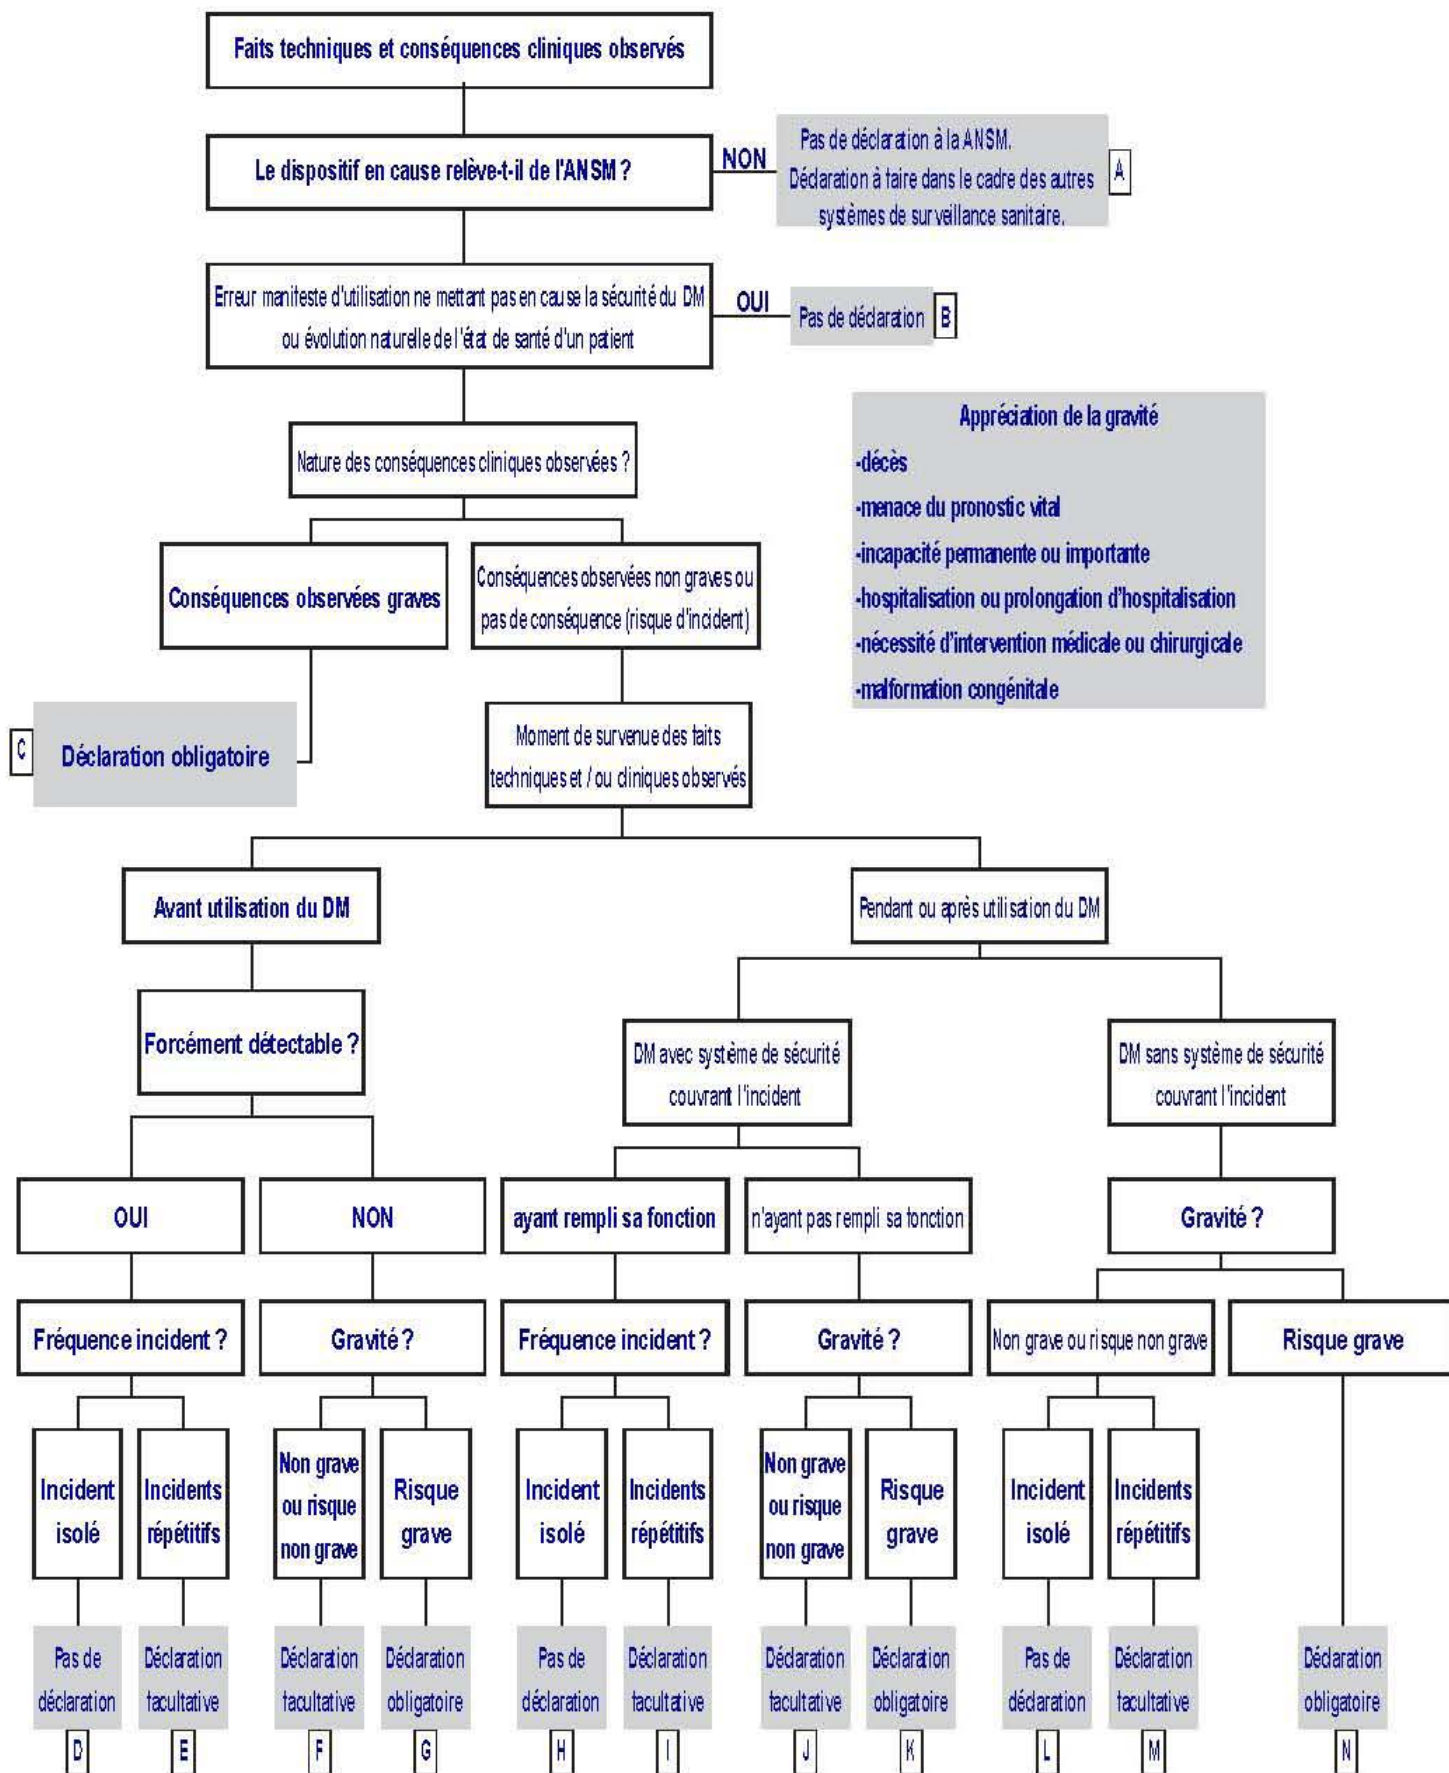 Faits techniques et conséquences cliniques observés
Le dispositif en cause relève-t-il de l'ANSM ?
NON
Pas de déclaration à la ANSM.
Déclaration à faire dans le cadre des autres
systèmes de surveillance sanitaire.
A
Erreur manifeste d'utilisation ne mettant pas en cause la sécurité du DM
ou évolution naturelle de l'état de santé d'un patient
OUI
Pas de déclaration
B
Nature des conséquences cliniques observées ?
Appréciation de la gravité
-décès
-menace du pronostic vital
-incapacité permanente ou importante
-hospitalisation ou prolongation d'hospitalisation
-nécessité d'intervention médicale ou chirurgicale
-malformation congénitale
Conséquences observées graves
Conséquences observées non graves ou
pas de conséquence (risque d'incident)
C
Déclaration obligatoire
Moment de survenue des faits
techniques et / ou cliniques observés
Avant utilisation du DM
Pendant ou après utilisation du DM
Forcément détectable ?
DM avec système de sécurité
couvrant l'incident
DM sans système de sécurité
couvrant l'incident
OUI
NON
ayant rempli sa fonction
n'ayant pas rempli sa fonction
Gravité ?
Fréquence incident ?
Gravité ?
Fréquence incident ?
Gravité ?
Non grave ou risque non grave
Risque grave
Incident
isolé
Incidents
répétitifs
Non grave
ou risque
non grave
Risque
grave
Incident
isolé
Incidents
répétitifs
Non grave
ou risque
non grave
Risque
grave
Incident
isolé
Incidents
répétitifs
Pas de
déclaration
Déclaration
facultative
Déclaration
facultative
Déclaration
obligatoire
Pas de
déclaration
Déclaration
facultative
Déclaration
facultative
Déclaration
obligatoire
Pas de
déclaration
Déclaration
facultative
Déclaration
obligatoire
D
E
F
G
H
I
J
K
L
M
N